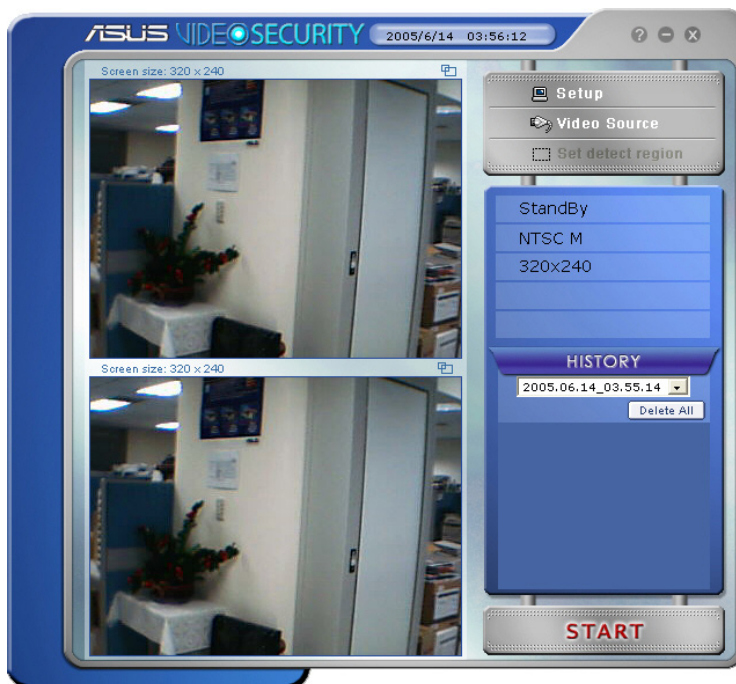 ASUS VIDEO SECURITY 2005/6/14 03:56:12
Screen size: 320 x 240
Setup
Video Source
Set detect region
StandBy
NTSC M
320x240
HISTORY
2005.06.14_03.55.14
Delete All
Screen size: 320 x 240
START